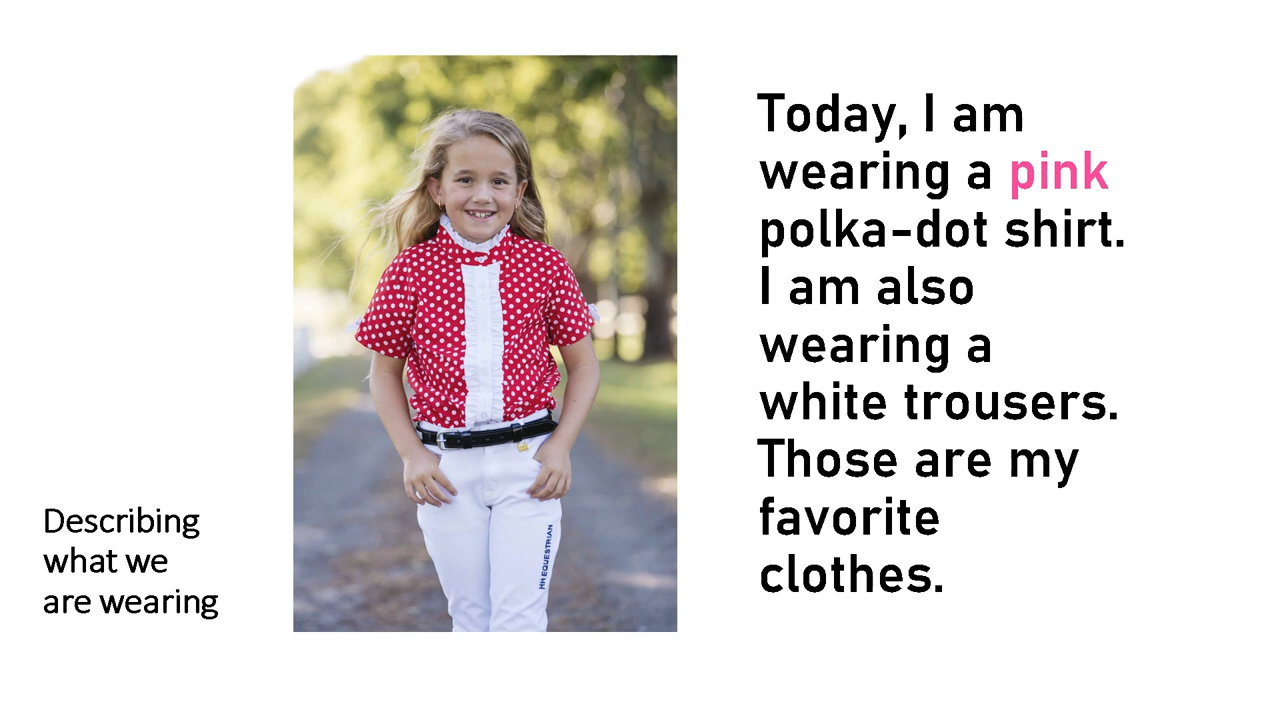 Describing
what we
are wearing
Today, I am
wearing a pink
polka-dot shirt.
I am also
wearing a
white trousers.
Those are my
favorite
clothes.
HH EQUESTRIAN